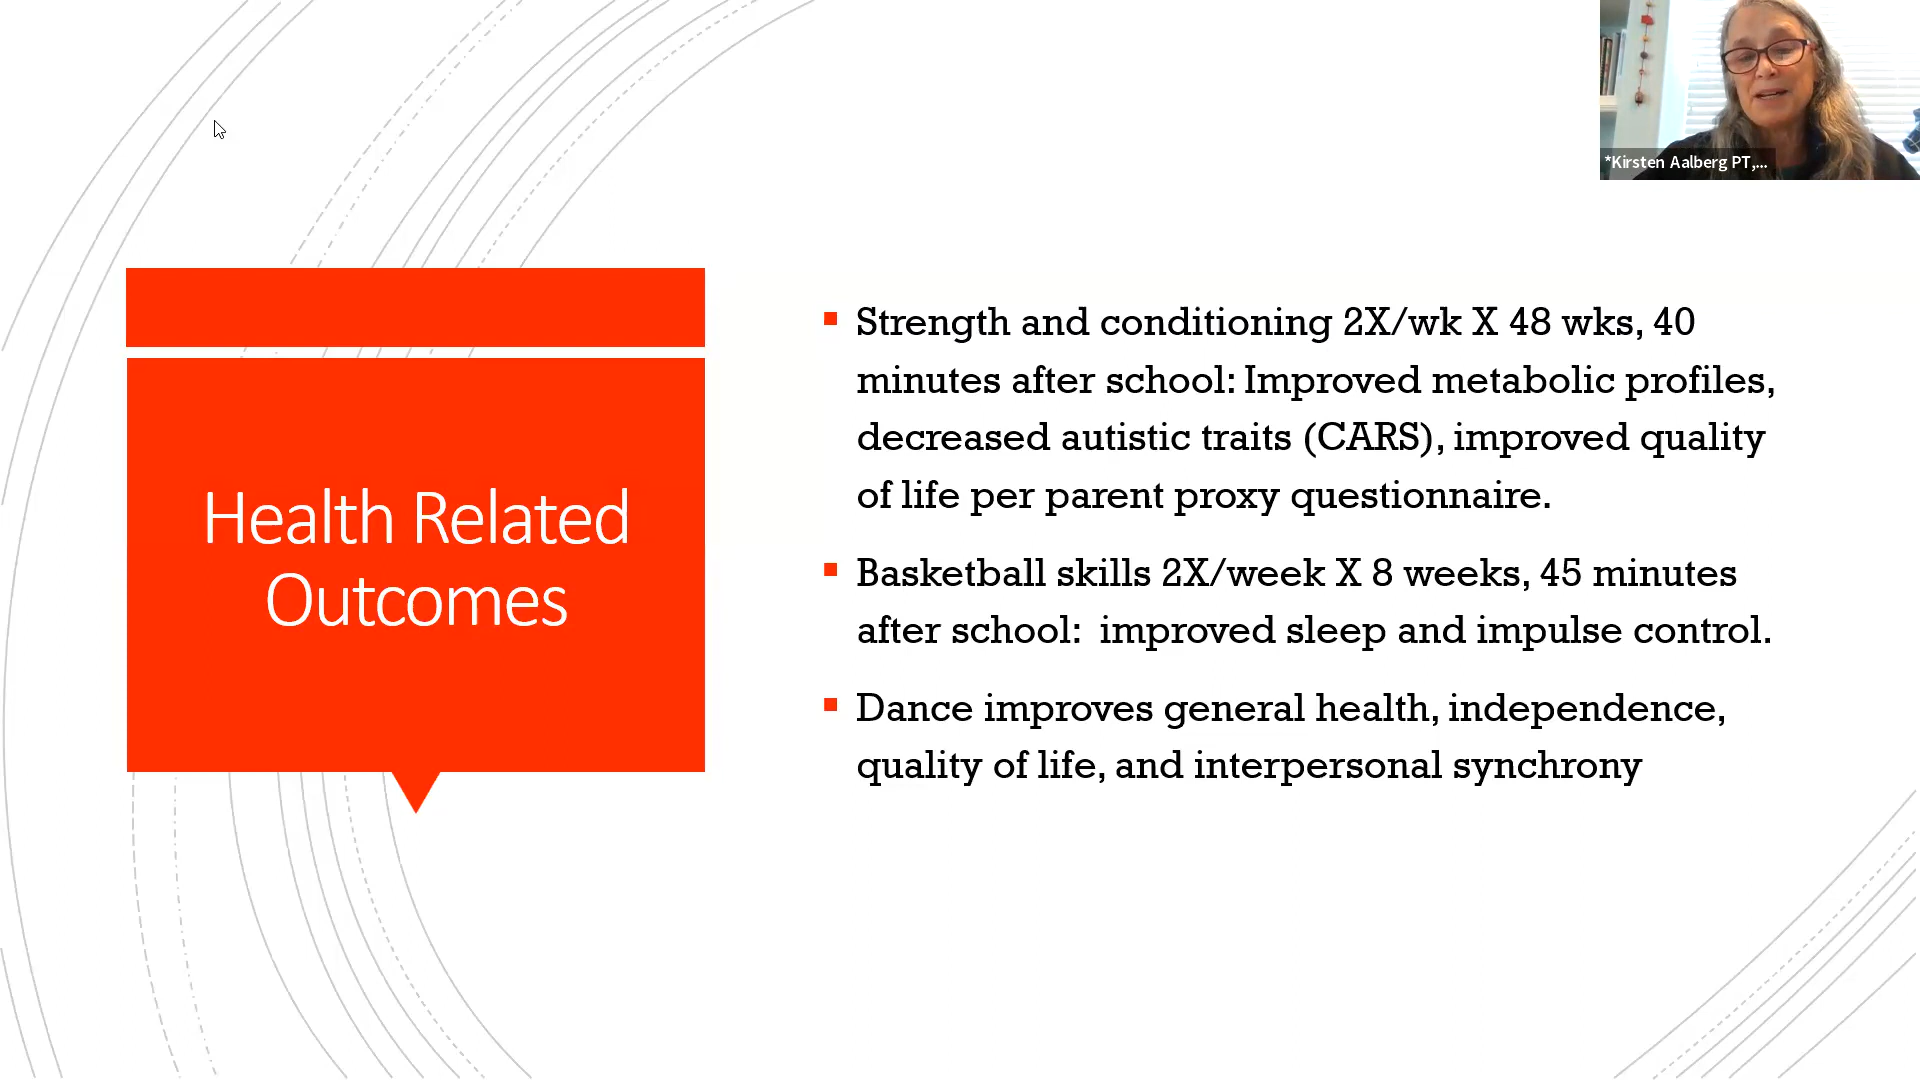 *Kirsten Aalberg PT,...
Health Related
Outcomes
Strength and conditioning 2X/wk X 48 wks, 40
minutes after school: Improved metabolic profiles,
decreased autistic traits (CARS), improved quality
of life per parent proxy questionnaire.
Basketball skills 2X/week X 8 weeks, 45 minutes
after school:  improved sleep and impulse control.
Dance improves general health, independence,
quality of life, and interpersonal synchrony